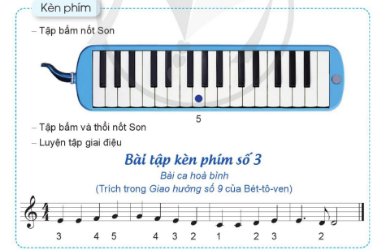 Kèn phím
– Tập bấm nốt Son
5
– Tập bấm và thổi nốt Son
– Luyện tập giai điệu
Bài tập kèn phím số 3
Bài ca hoà bình
(Trích trong Giao hưởng số 9 của Bét-tô-ven)
3 4 5 4 3 2 1 2 3 2